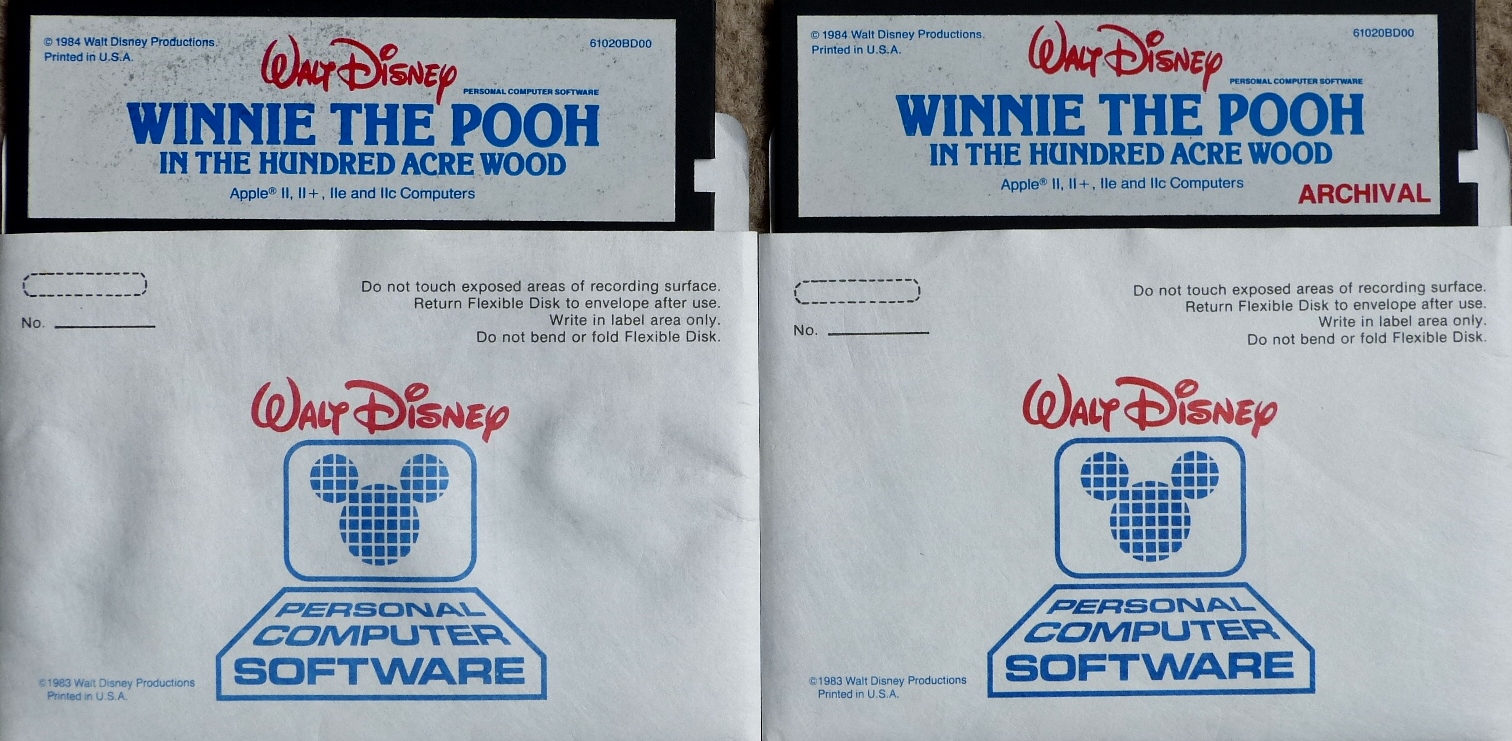 © 1984 Walt Disney Productions.
Printed in U.S.A.
61020BD00
WALT DISNEY
PERSONAL COMPUTER SOFTWARE
WINNIE THE POOH
IN THE HUNDRED ACRE WOOD
Apple® II, II+, IIe and IIc Computers
No.
Do not touch exposed areas of recording surface.
Return Flexible Disk to envelope after use.
Write in label area only.
Do not bend or fold Flexible Disk.
WALT DISNEY
PERSONAL
COMPUTER
SOFTWARE
©1983 Walt Disney Productions
Printed in U.S.A.
© 1984 Walt Disney Productions.
Printed in U.S.A.
61020BD00
WALT DISNEY
PERSONAL COMPUTER SOFTWARE
WINNIE THE POOH
IN THE HUNDRED ACRE WOOD
Apple® II, II+, IIe and IIc Computers
ARCHIVAL
No.
Do not touch exposed areas of recording surface.
Return Flexible Disk to envelope after use.
Write in label area only.
Do not bend or fold Flexible Disk.
WALT DISNEY
PERSONAL
COMPUTER
SOFTWARE
©1983 Walt Disney Productions
Printed in U.S.A.